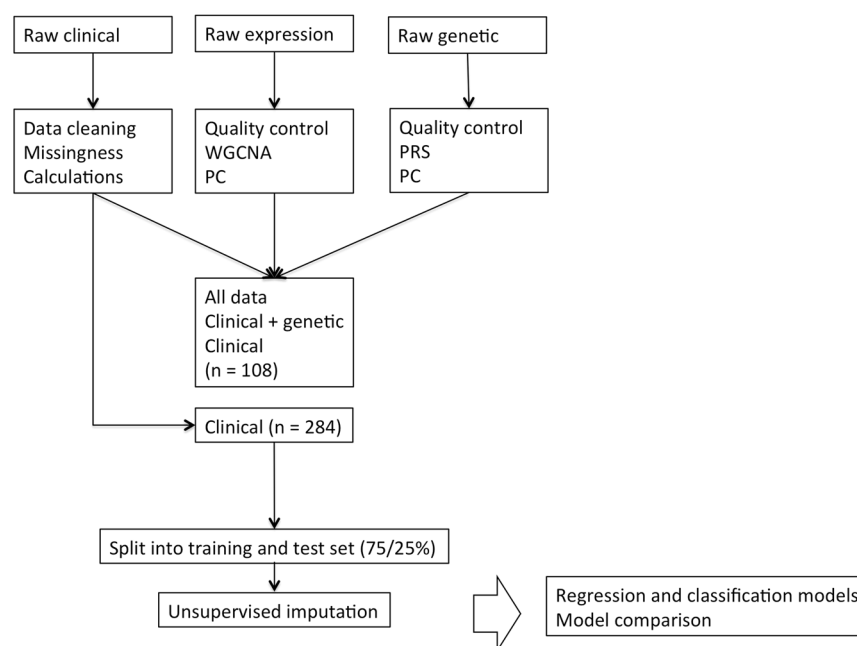 Raw clinical
Raw expression
Raw genetic
Data cleaning
Missingness
Calculations
Quality control
WGCNA
PC
Quality control
PRS
PC
All data
Clinical + genetic
Clinical
(n = 108)
Clinical (n = 284)
Split into training and test set (75/25%)
Unsupervised imputation
Regression and classification models
Model comparison